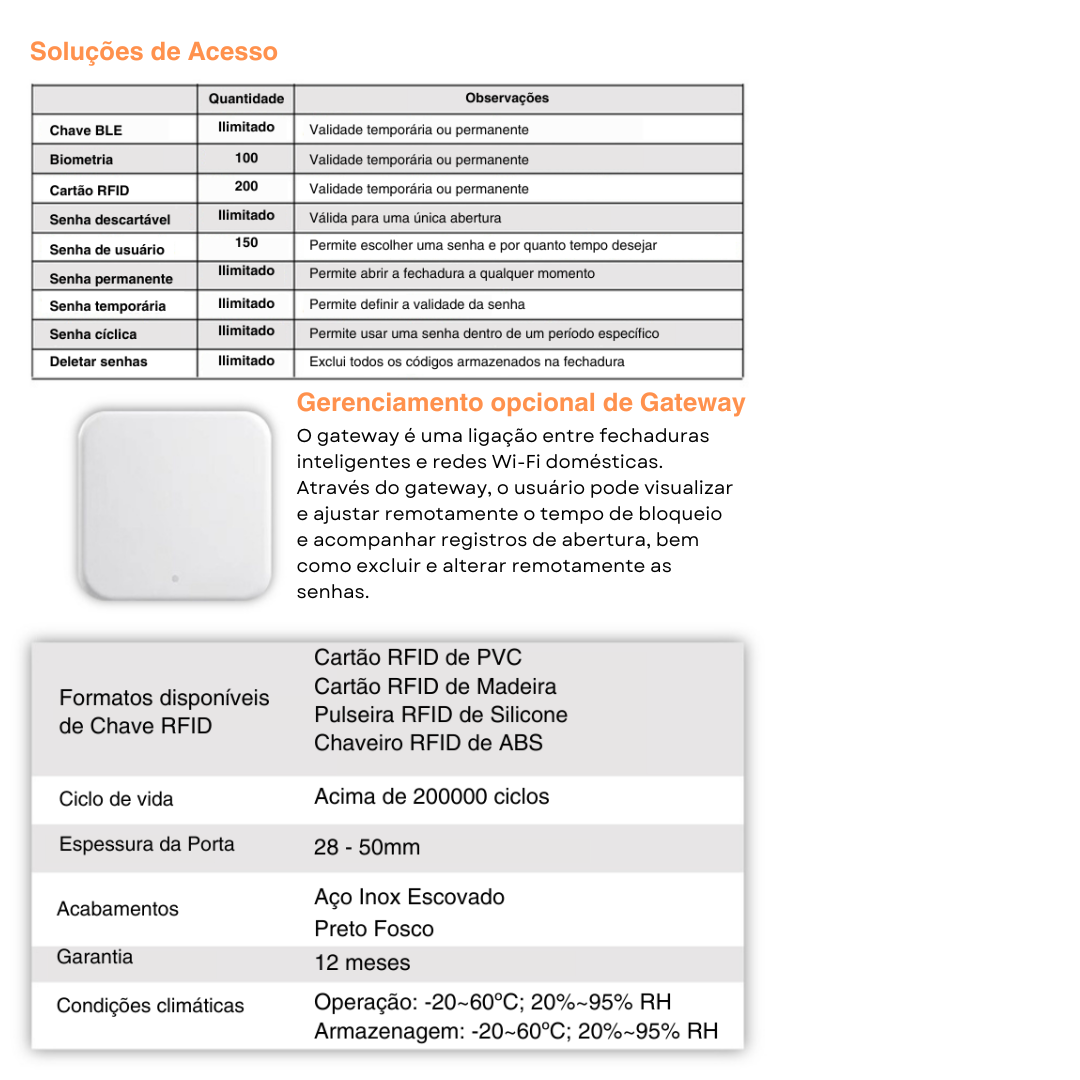 Soluções de Acesso
Quantidade Observações
Chave BLE Ilimitado Validade temporária ou permanente
Biometria 100 Validade temporária ou permanente
Cartão RFID 200 Validade temporária ou permanente
Senha descartável Ilimitado Válida para uma única abertura
Senha de usuário 150 Permite escolher uma senha e por quanto tempo desejar
Senha permanente Ilimitado Permite abrir a fechadura a qualquer momento
Senha temporária Ilimitado Permite definir a validade da senha
Senha cíclica Ilimitado Permite usar uma senha dentro de um período específico
Deletar senhas Ilimitado Exclui todos os códigos armazenados na fechadura
Gerenciamento opcional de Gateway
O gateway é uma ligação entre fechaduras
inteligentes e redes Wi-Fi domésticas.
Através do gateway, o usuário pode visualizar
e ajustar remotamente o tempo de bloqueio
e acompanhar registros de abertura, bem
como excluir e alterar remotamente as
senhas.
Formatos disponíveis
de Chave RFID
Cartão RFID de PVC
Cartão RFID de Madeira
Pulseira RFID de Silicone
Chaveiro RFID de ABS
Ciclo de vida Acima de 200000 ciclos
Espessura da Porta 28 - 50mm
Acabamentos
Aço Inox Escovado
Preto Fosco
Garantia 12 meses
Condições climáticas Operação: -20~60ºC; 20%~95% RH
Armazenagem: -20~60ºC; 20%~95% RH